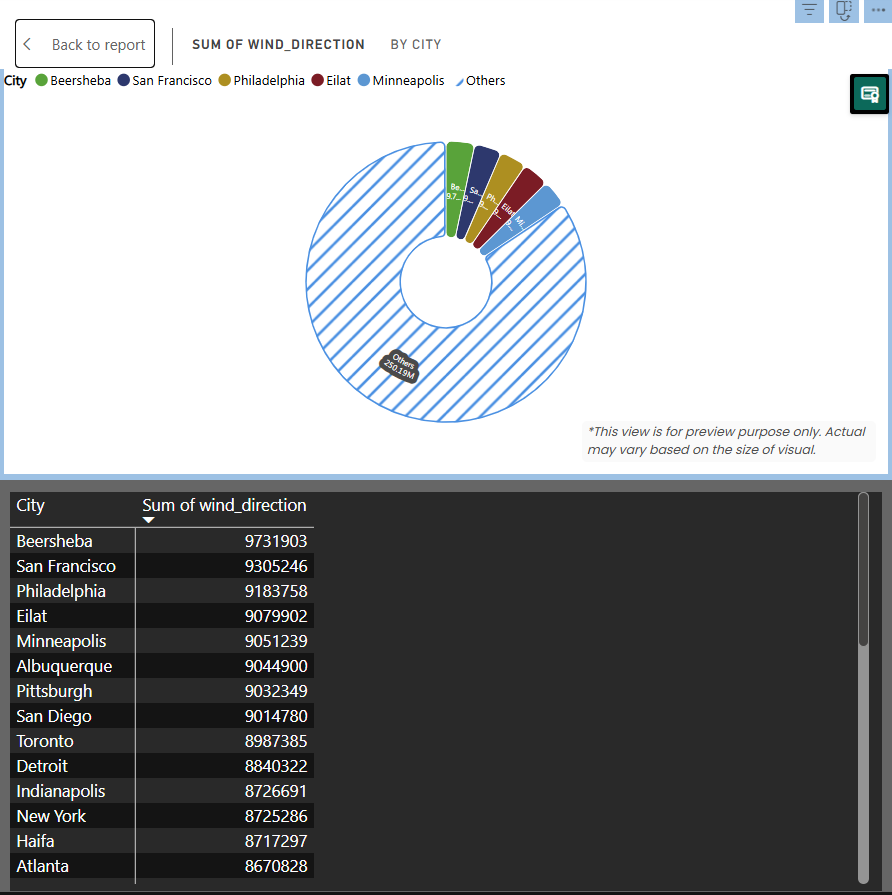 Back to report
SUM OF WIND_DIRECTION BY CITY
City Beersheba San Francisco Philadelphia Eilat Minneapolis Others
Be...
9.7...
Sa...
9...
Ph...
9...
Eilat
9...
Mi...
9...
Others
250.19M
*This view is for preview purpose only. Actual
may vary based on the size of visual.
City Sum of wind_direction
Beersheba 9731903
San Francisco 9305246
Philadelphia 9183758
Eilat 9079902
Minneapolis 9051239
Albuquerque 9044900
Pittsburgh 9032349
San Diego 9014780
Toronto 8987385
Detroit 8840322
Indianapolis 8726691
New York 8725286
Haifa 8717297
Atlanta 8670828